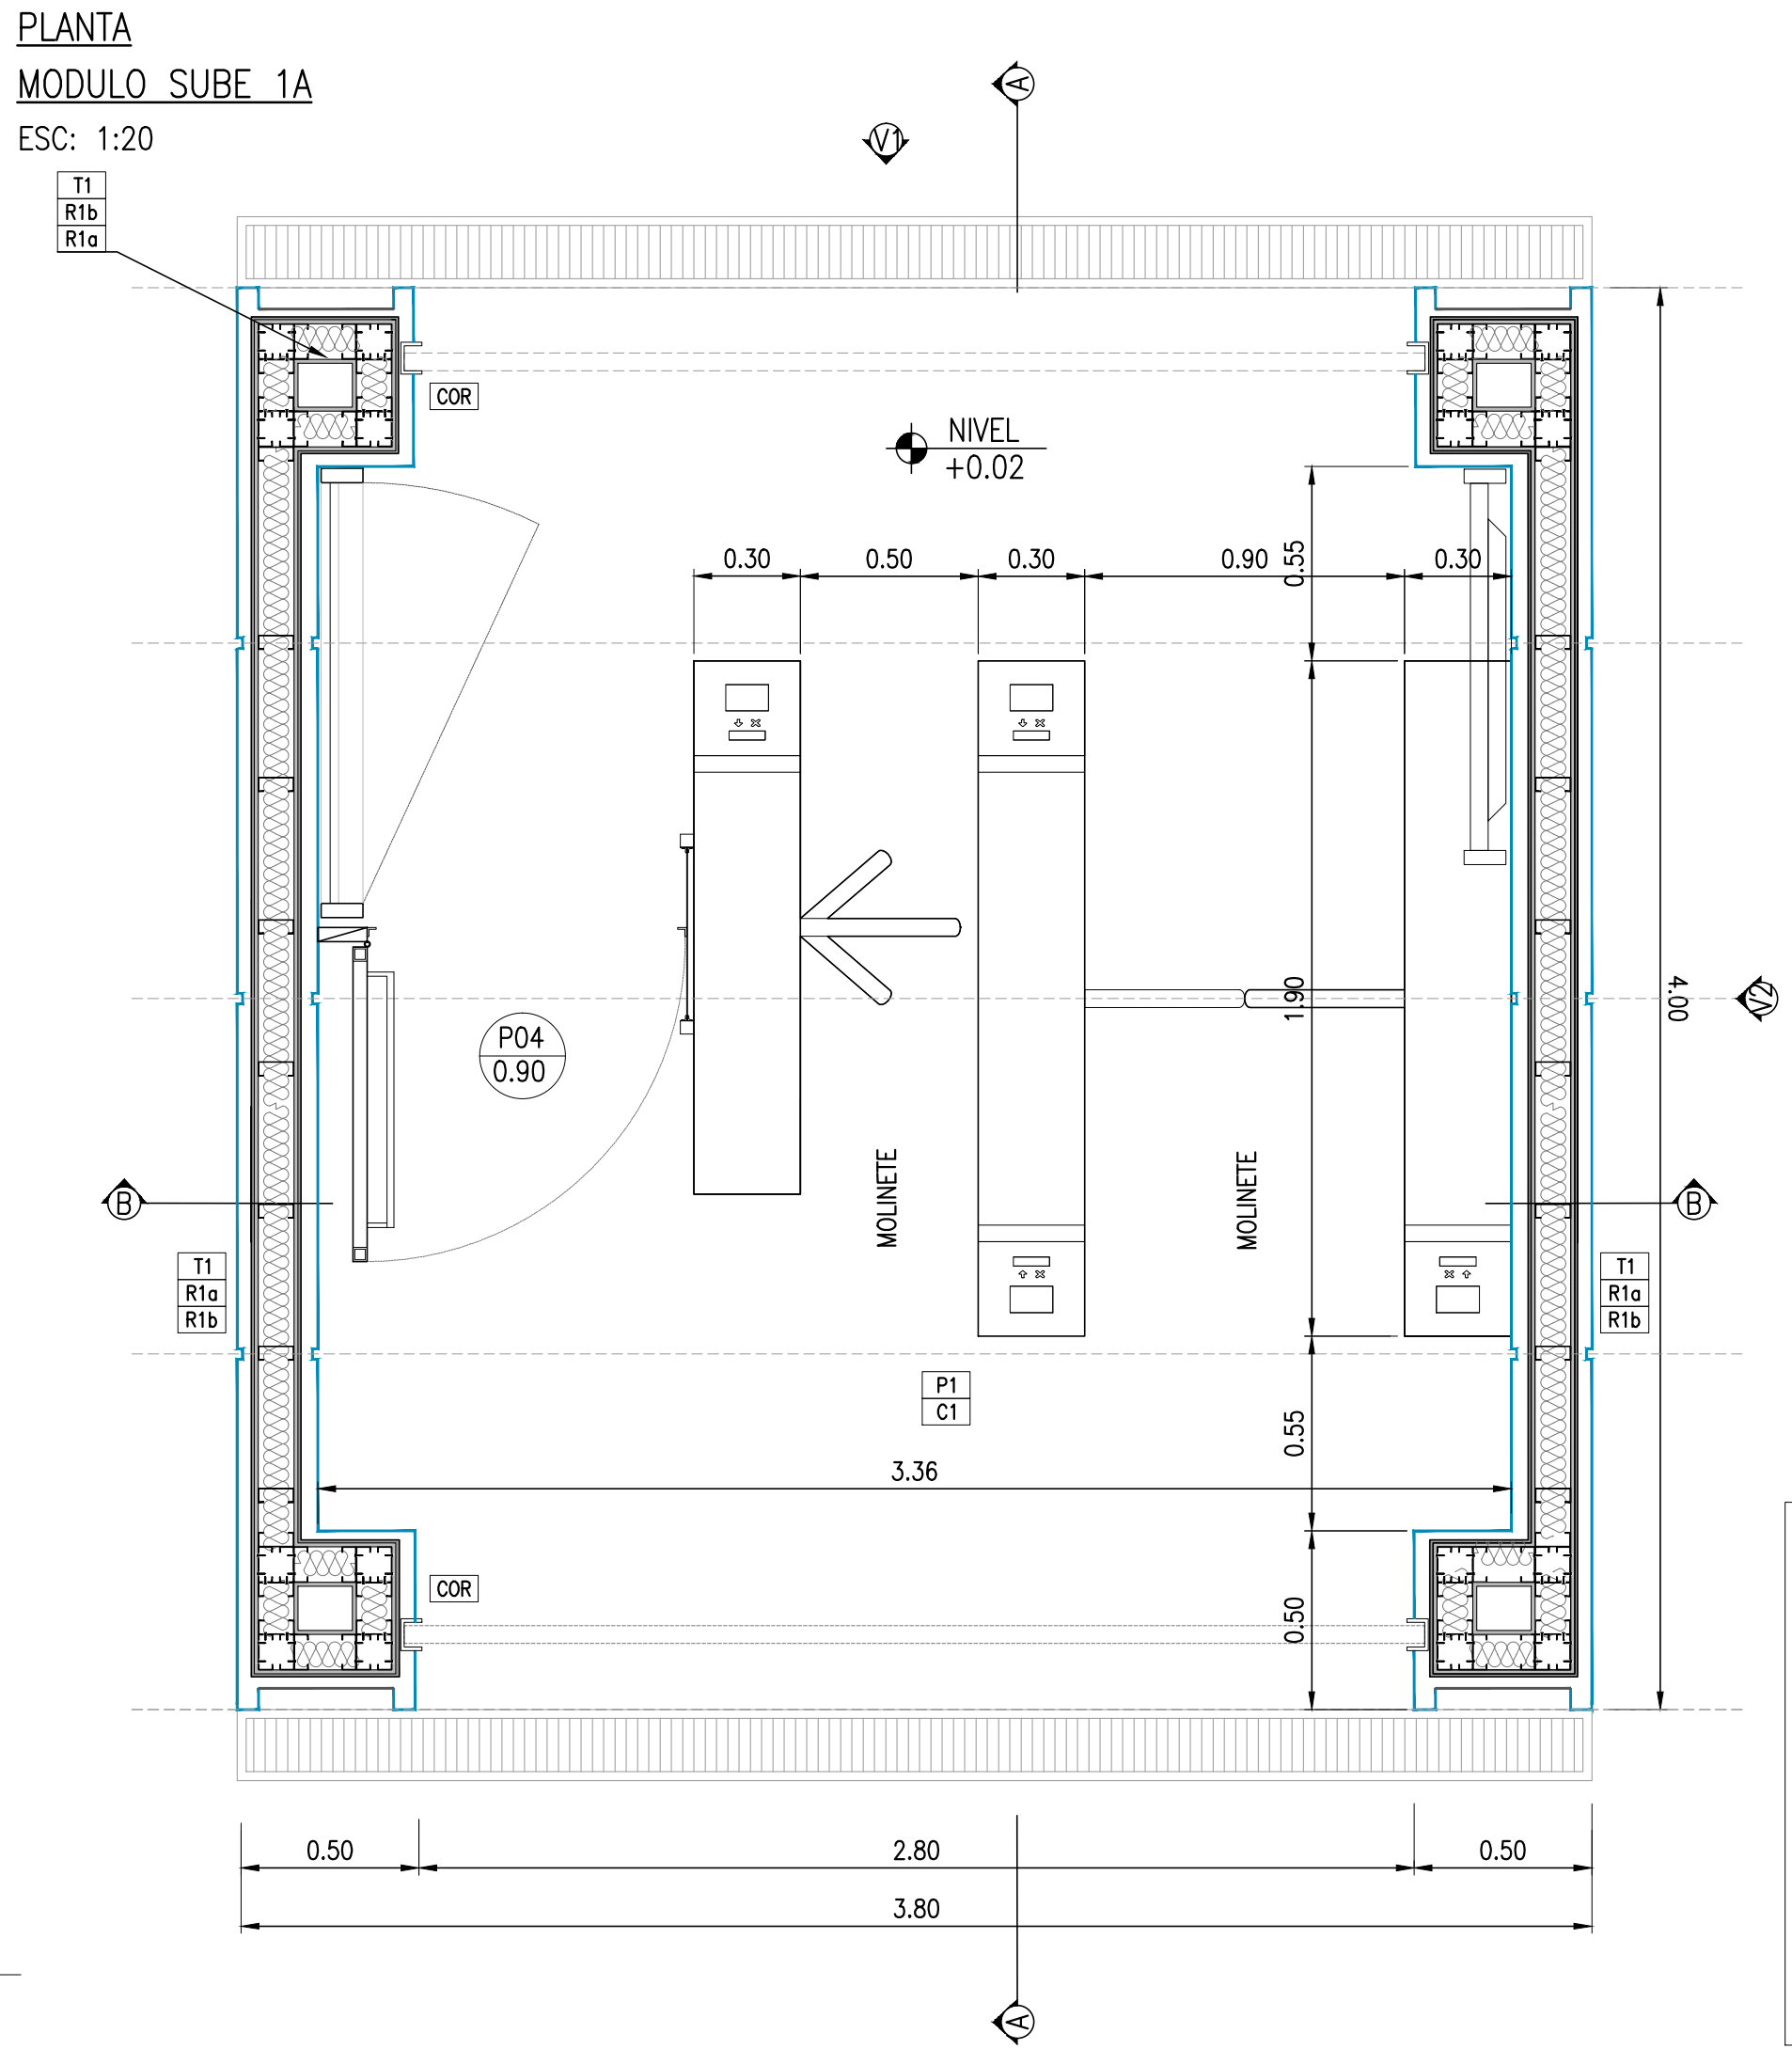 PLANTA
MODULO SUBE 1A
ESC: 1:20
A
V1
T1
R1b
R1a
COR
NIVEL
+0.02
0.30
0.50
0.30
0.90
0.30
0.55
1.90
4.00
V2
P04
0.90
MOLINETE
MOLINETE
B
B
T1
R1a
R1b
T1
R1a
R1b
P1
C1
0.55
3.36
COR
0.50
0.50
2.80
0.50
3.80
A